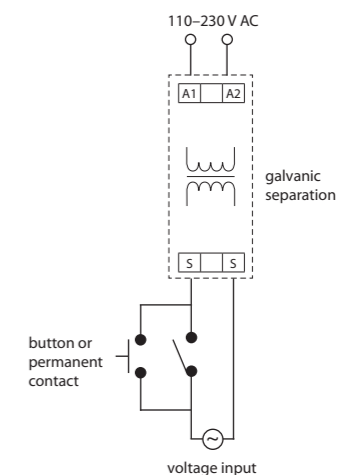 110–230 V AC
A1 A2
galvanic
separation
S S
button or
permanent
contact
~
voltage input